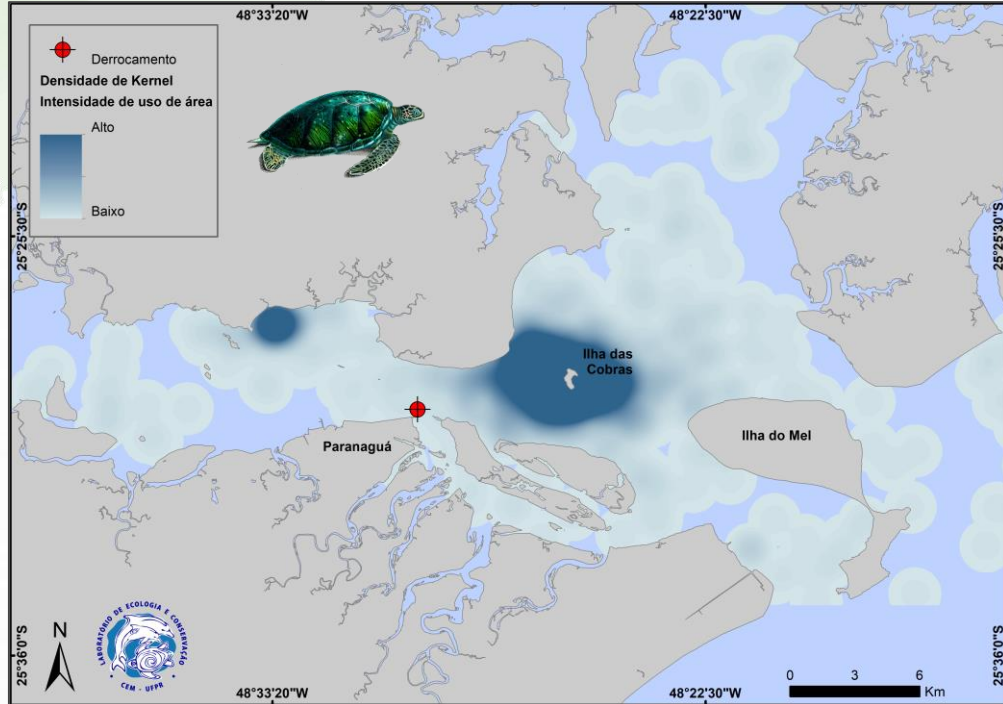 48°33'20"W
48°22'30"W
Derrocamento
Densidade de Kernel
Intensidade de uso de área
Alto
Baixo
25°25'30"S
25°25'30"S
Ilha das
Cobras
Paranaguá
Ilha do Mel
LABORATÓRIO DE ECOLOGIA E CONSERVAÇÃO
CEM - UFPR
N
25°36'0"S
25°36'0"S
48°33'20"W
48°22'30"W
0 3 6
Km